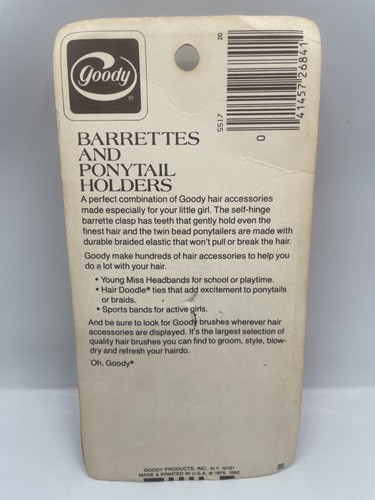 Goody
®
20
5517
0
41457 26841
BARRETTES
AND
PONYTAIL
HOLDERS
A perfect combination of Goody hair accessories
made especially for your little girl. The self-hinge
barrette clasp has teeth that gently hold even the
finest hair and the twin bead ponytailers are made with
durable braided elastic that won't pull or break the hair.
Goody make hundreds of hair accessories to help you
do a lot with your hair.
• Young Miss Headbands for school or playtime.
• Hair Doodle® ties that add excitement to ponytails
or braids.
• Sports bands for active girls.
And be sure to look for Goody brushes wherever hair
accessories are displayed. It's the largest selection of
quality hair brushes you can find to groom, style, blow-
dry and refresh your hairdo.
Oh, Goody®
GOODY PRODUCTS, INC., N.Y. 10121
MADE & PRINTED IN U.S.A. © 1975, 1982